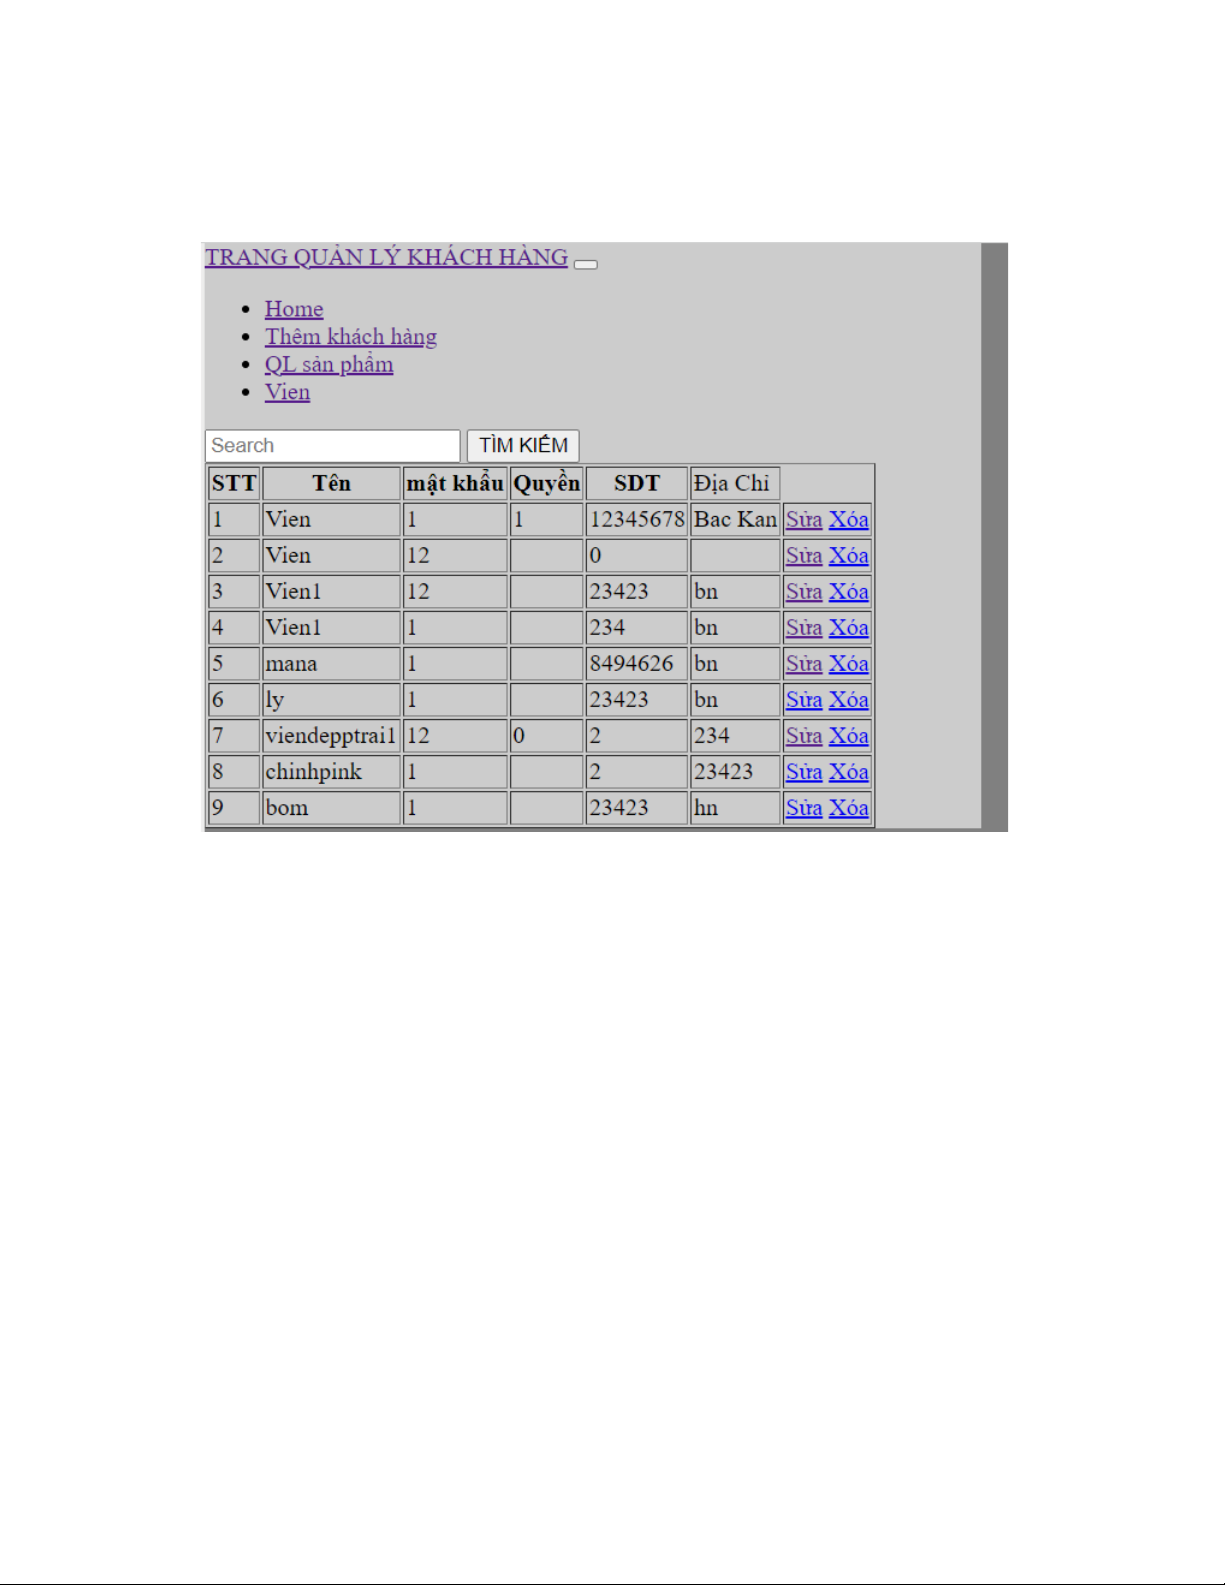 TRANG QUẢN LÝ KHÁCH HÀNG
Home
Thêm khách hàng
QL sản phẩm
Vien
Search TÌM KIẾM
STT Tên mật khẩu Quyền SDT Địa Chỉ
1 Vien 1 1 12345678 Bac Kan Sửa Xóa
2 Vien 12 0 Sửa Xóa
3 Vien1 12 23423 bn Sửa Xóa
4 Vien1 1 234 bn Sửa Xóa
5 mana 1 8494626 bn Sửa Xóa
6 ly 1 23423 bn Sửa Xóa
7 viendepptrai1 12 0 2 234 Sửa Xóa
8 chinhpink 1 2 23423 Sửa Xóa
9 bom 1 23423 hn Sửa Xóa